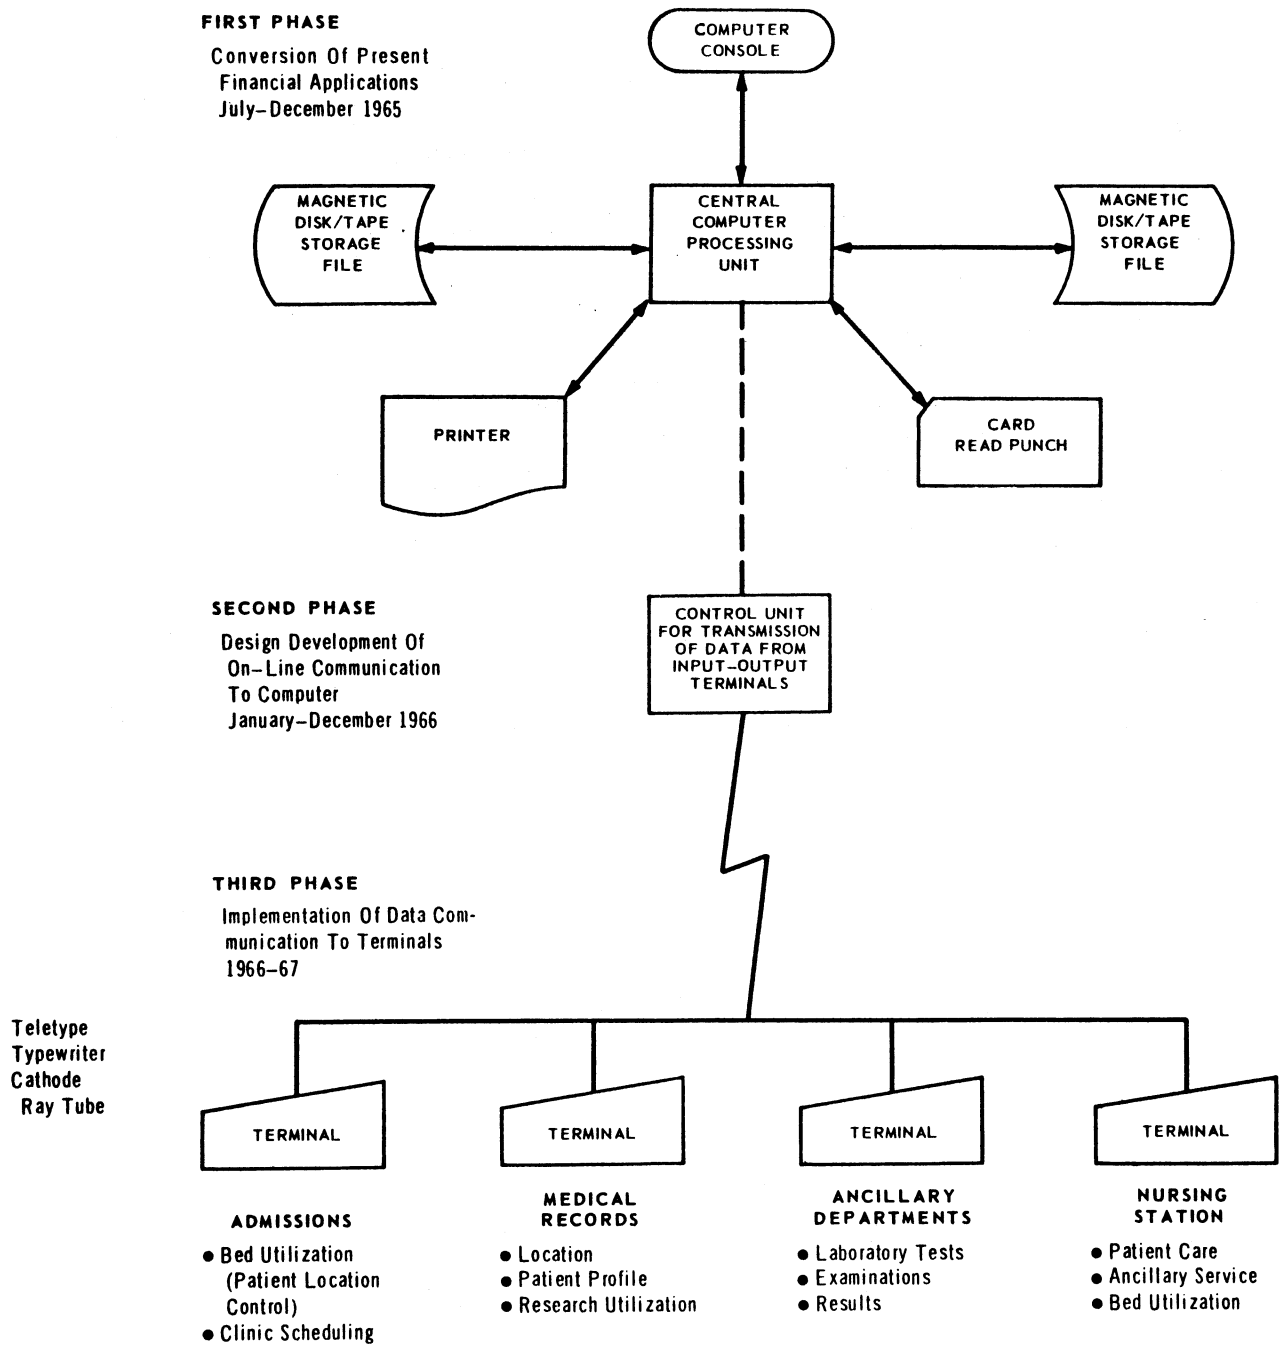 FIRST PHASE
Conversion Of Present
Financial Applications
July–December 1965
COMPUTER
CONSOLE
MAGNETIC
DISK/TAPE
STORAGE
FILE
CENTRAL
COMPUTER
PROCESSING
UNIT
MAGNETIC
DISK/TAPE
STORAGE
FILE
PRINTER
CARD
READ PUNCH
SECOND PHASE
Design Development Of
On–Line Communication
To Computer
January–December 1966
CONTROL UNIT
FOR TRANSMISSION
OF DATA FROM
INPUT–OUTPUT
TERMINALS
THIRD PHASE
Implementation Of Data Com-
munication To Terminals
1966–67
Teletype
Typewriter
Cathode
Ray Tube
TERMINAL
TERMINAL
TERMINAL
TERMINAL
ADMISSIONS
● Bed Utilization
(Patient Location
Control)
● Clinic Scheduling
MEDICAL
RECORDS
● Location
● Patient Profile
● Research Utilization
ANCILLARY
DEPARTMENTS
● Laboratory Tests
● Examinations
● Results
NURSING
STATION
● Patient Care
● Ancillary Service
● Bed Utilization